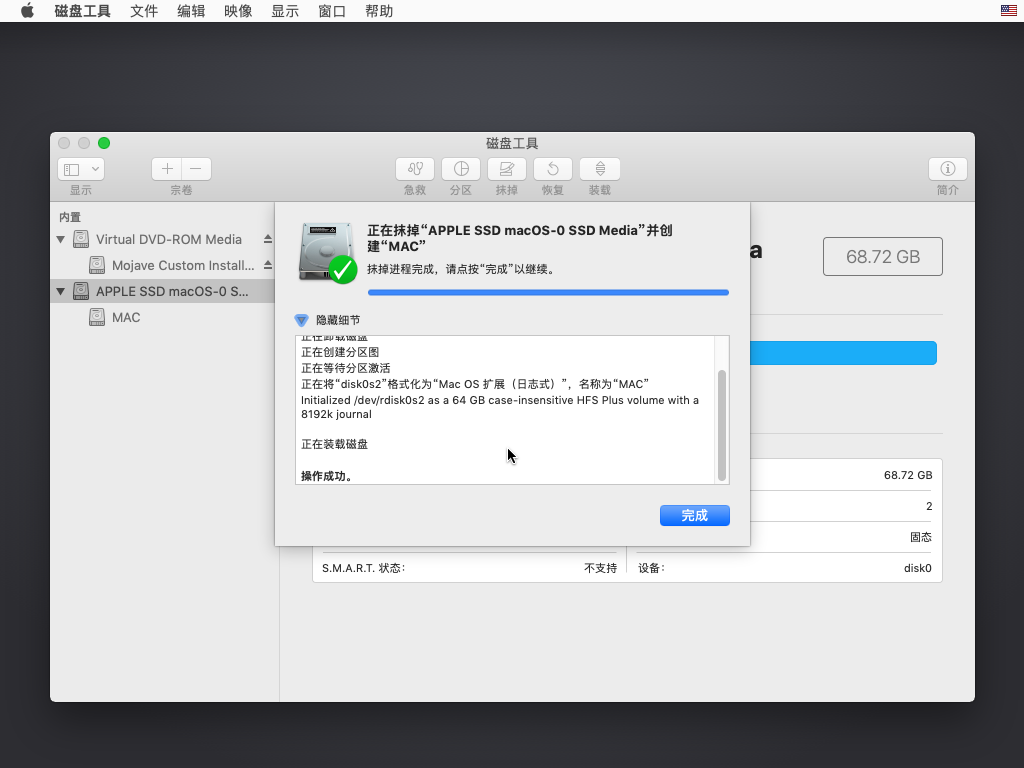 磁盘工具 文件 编辑 映像 显示 窗口 帮助
磁盘工具
显示 宗卷 急救 分区 抹掉 恢复 装载 简介
内置
Virtual DVD-ROM Media
Mojave Custom Install...
APPLE SSD macOS-0 S...
MAC
正在抹掉“APPLE SSD macOS-0 SSD Media”并创
建“MAC”
抹掉进程完成，请点按“完成”以继续。
隐藏细节
正在卸载磁盘
正在创建分区图
正在等待分区激活
正在将“disk0s2”格式化为“Mac OS 扩展（日志式）”，名称为“MAC”
Initialized /dev/rdisk0s2 as a 64 GB case-insensitive HFS Plus volume with a
8192k journal
正在装载磁盘
操作成功。
完成
a
68.72 GB
68.72 GB
2
固态
S.M.A.R.T. 状态： 不支持 设备： disk0